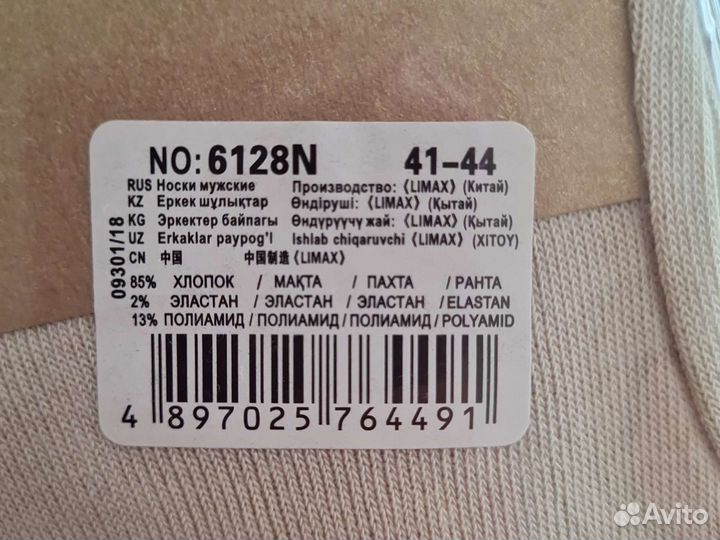 NO: 6128N 41-44
RUS Носки мужские Производство: 《LIMAX》 (Китай)
KZ Еркек шұлықтар Өндіруші: 《LIMAX》 (Қытай)
KG Эркектер байпагы Өндүрүүчү жай: 《LIMAX》 (Қытай)
UZ Erkaklar paypog'l Ishlab chiqaruvchi 《LIMAX》 (XITOY)
CN 中国 中国制造 《LIMAX》
09301/18
85% ХЛОПОК / МАҚТА / ПАХТА / PAHTA
2% ЭЛАСТАН / ЭЛАСТАН / ЭЛАСТАН / ELASTAN
13% ПОЛИАМИД / ПОЛИАМИД / ПОЛИАМИД / POLYAMID
4 897025 764491
Avito